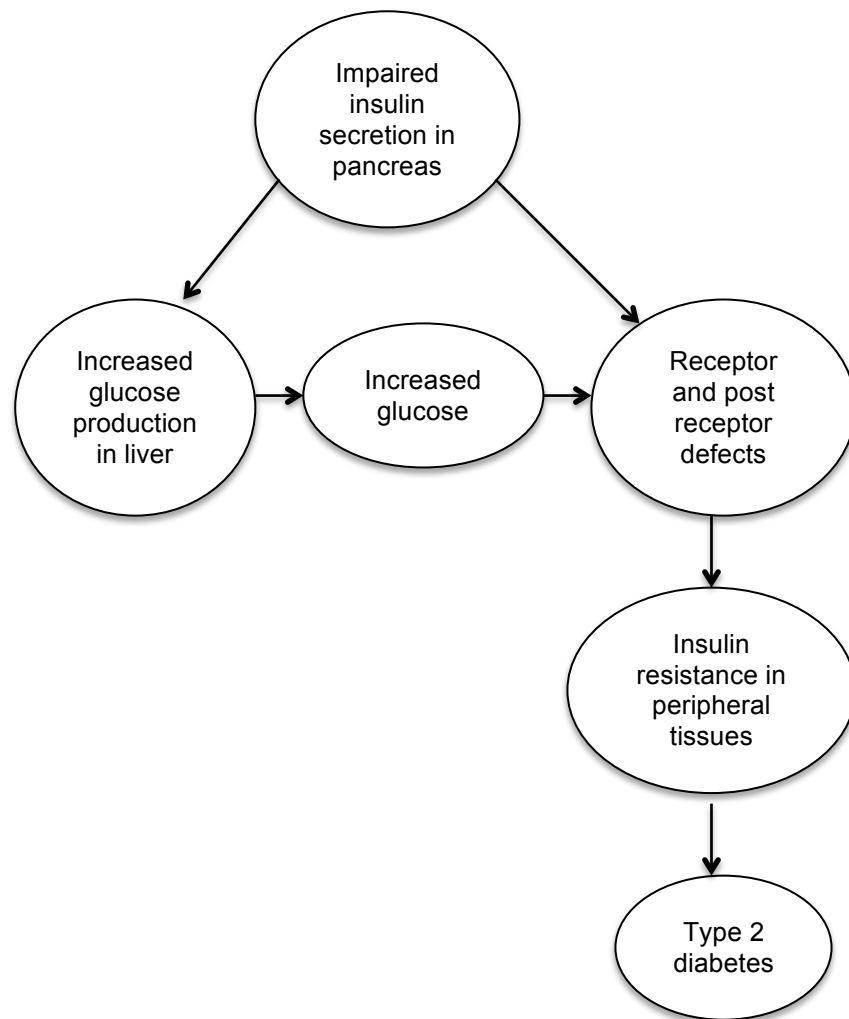 Impaired
insulin
secretion in
pancreas
Increased
glucose
production
in liver
Increased
glucose
Receptor
and post
receptor
defects
Insulin
resistance in
peripheral
tissues
Type 2
diabetes